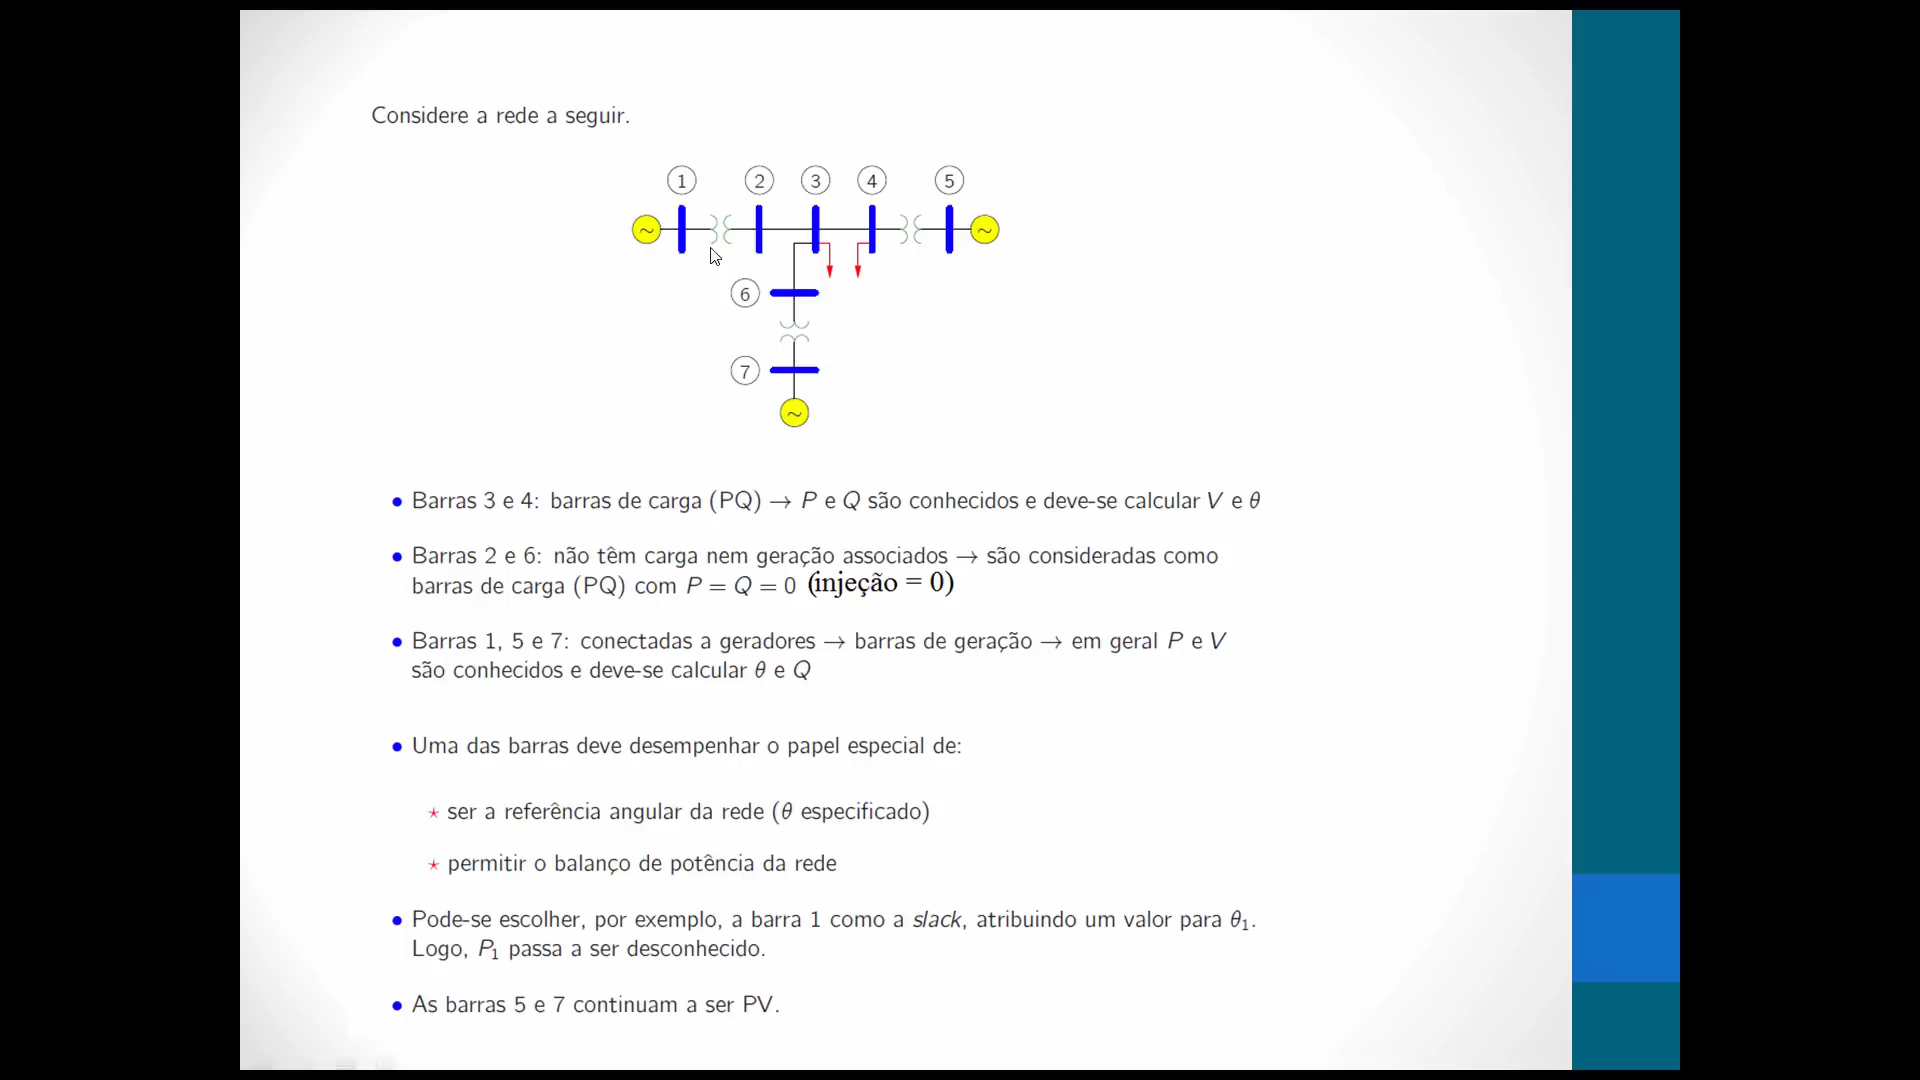 Considere a rede a seguir.
1 2 3 4 5
~ ~
6
7
~
• Barras 3 e 4: barras de carga (PQ) → P e Q são conhecidos e deve-se calcular V e θ
• Barras 2 e 6: não têm carga nem geração associados → são consideradas como
barras de carga (PQ) com P = Q = 0 (injeção = 0)
• Barras 1, 5 e 7: conectadas a geradores → barras de geração → em geral P e V
são conhecidos e deve-se calcular θ e Q
• Uma das barras deve desempenhar o papel especial de:
⋆ ser a referência angular da rede (θ especificado)
⋆ permitir o balanço de potência da rede
• Pode-se escolher, por exemplo, a barra 1 como a slack, atribuindo um valor para θ₁.
Logo, P₁ passa a ser desconhecido.
• As barras 5 e 7 continuam a ser PV.